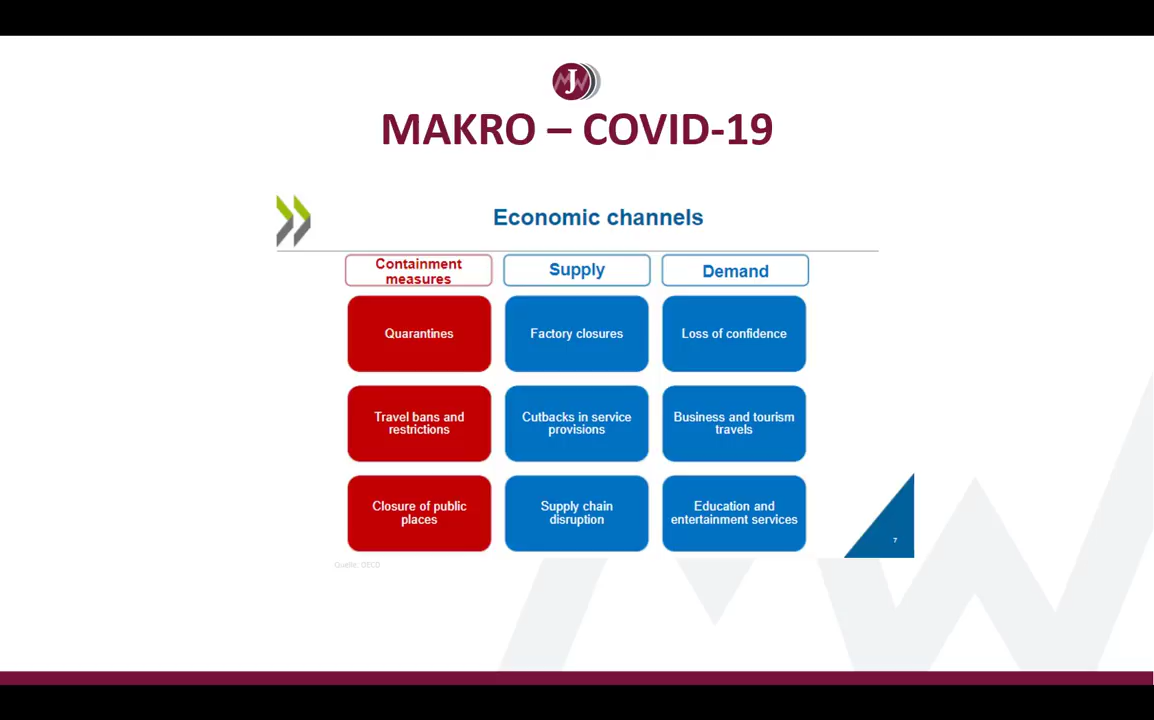 J
MAKRO – COVID-19
Economic channels
Containment
measures
Supply
Demand
Quarantines
Factory closures
Loss of confidence
Travel bans and
restrictions
Cutbacks in service
provisions
Business and tourism
travels
Closure of public
places
Supply chain
disruption
Education and
entertainment services
7
Quelle: OECD